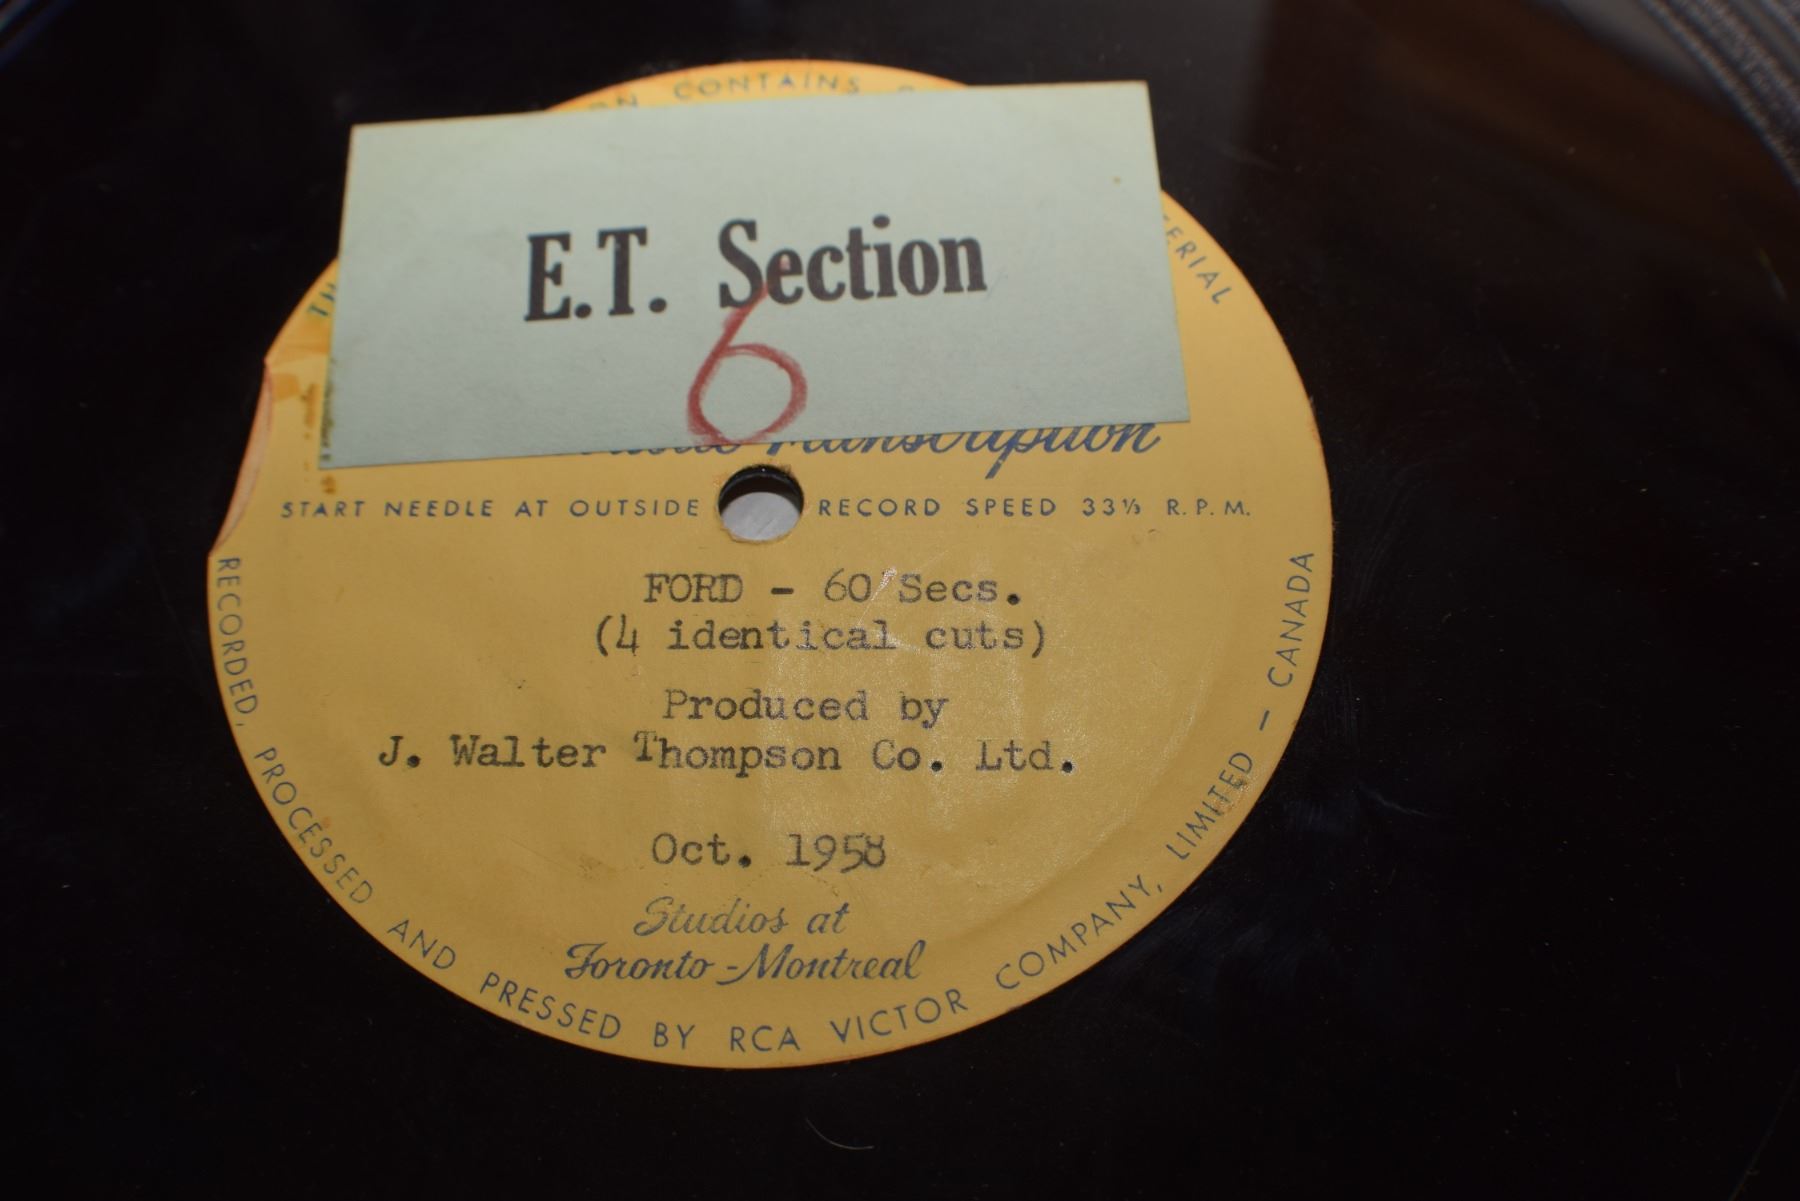 CONTAINS
E.T. Section
6
Transcription
START NEEDLE AT OUTSIDE RECORD SPEED 33⅓ R.P.M.
FORD - 60 Secs.
(4 identical cuts)
Produced by
J. Walter Thompson Co. Ltd.
Oct. 1958
Studios at
Toronto-Montreal
RECORDED, PROCESSED AND PRESSED BY RCA VICTOR COMPANY, LIMITED - CANADA